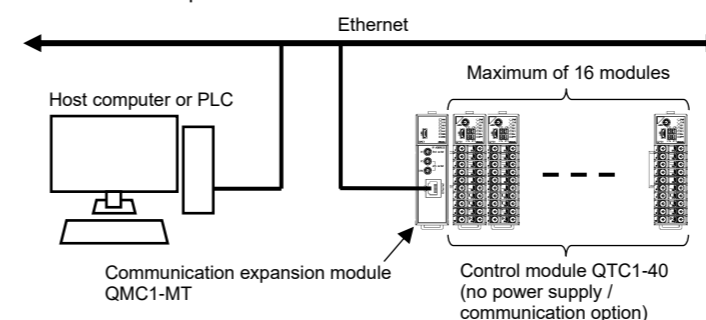 Ethernet
Maximum of 16 modules
Host computer or PLC
Communication expansion module
QMC1-MT
Control module QTC1-40
(no power supply /
communication option)